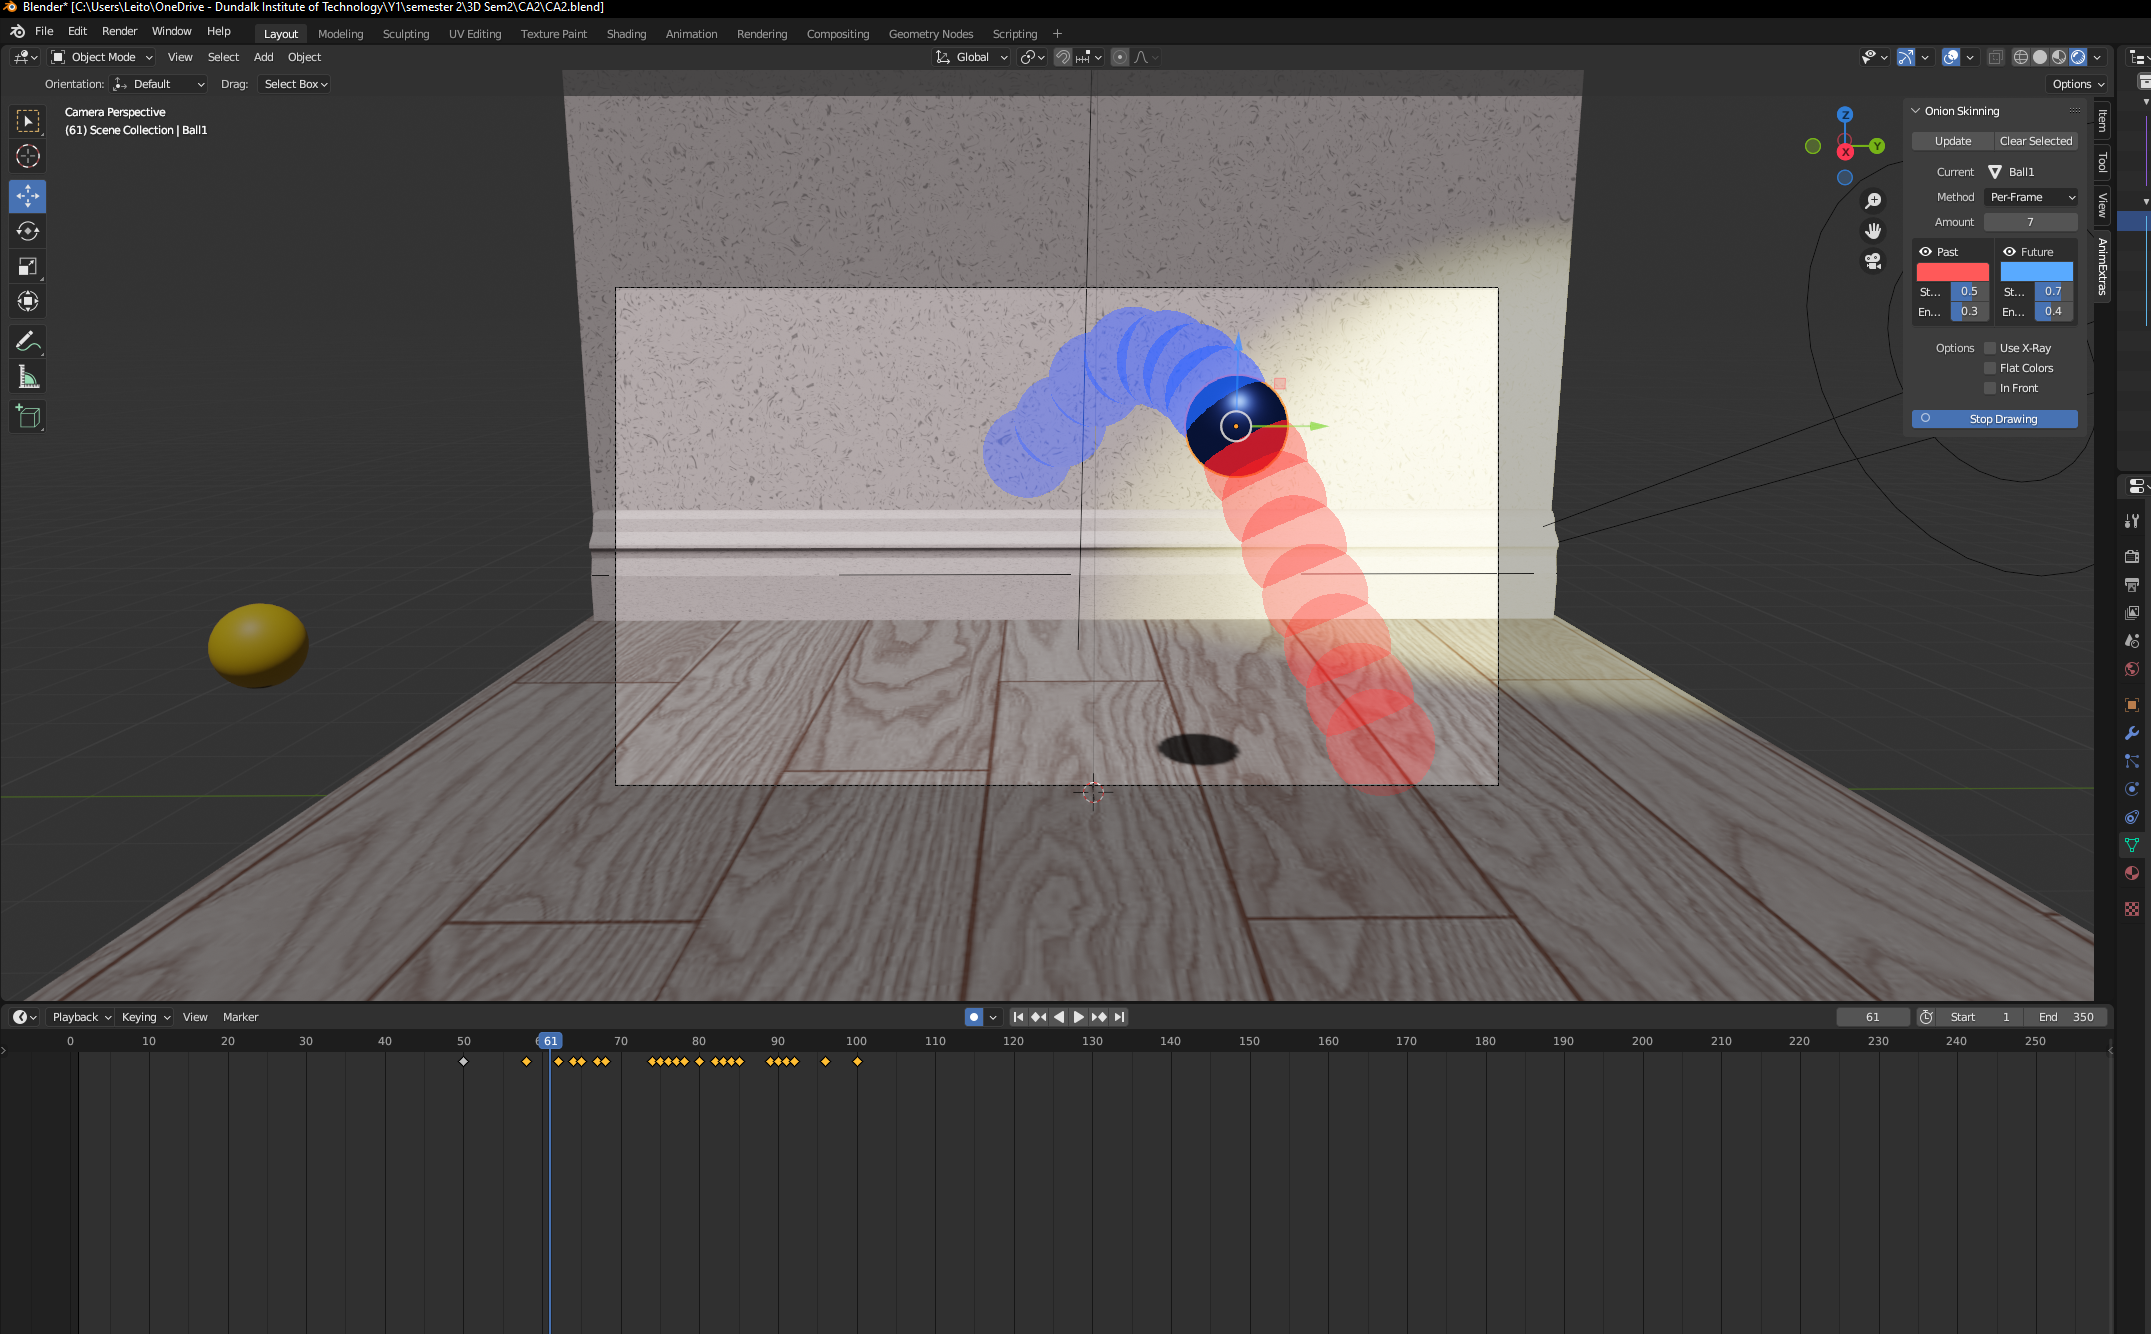 Blender* [C:\Users\Leito\OneDrive - Dundalk Institute of Technology\Y1\semester 2\3D Sem2\CA2\CA2.blend]
File Edit Render Window Help Layout Modeling Sculpting UV Editing Texture Paint Shading Animation Rendering Compositing Geometry Nodes Scripting +
Object Mode View Select Add Object Global
Orientation: Default Drag: Select Box Options
Camera Perspective
(61) Scene Collection | Ball1
Z
Y
X
Onion Skinning
Update Clear Selected
Current Ball1
Method Per-Frame
Amount 7
Past Future
St... 0.5 St... 0.7
En... 0.3 En... 0.4
Options Use X-Ray
Flat Colors
In Front
Stop Drawing
Item
Tool
View
AnimExtras
Playback Keying View Marker 61 Start 1 End 350
0 10 20 30 40 50 61 70 80 90 100 110 120 130 140 150 160 170 180 190 200 210 220 230 240 250